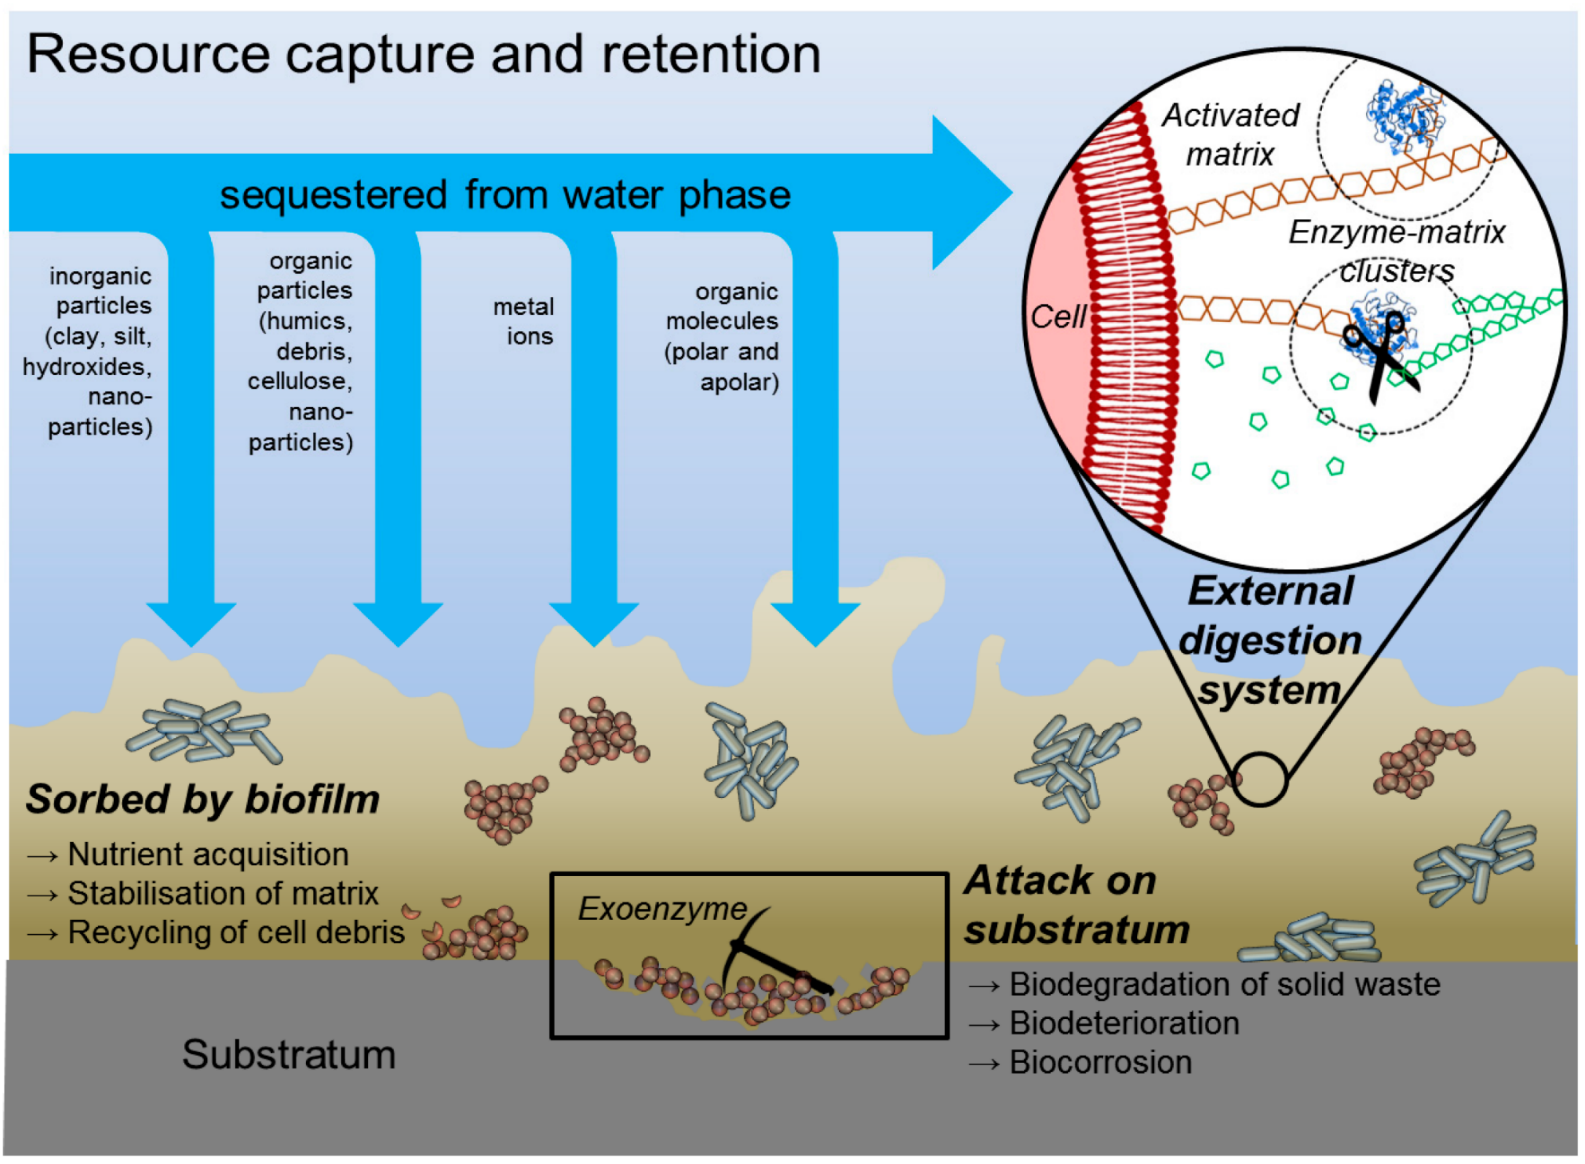 Resource capture and retention
sequestered from water phase
inorganic
particles
(clay, silt,
hydroxides,
nano-
particles)
organic
particles
(humics,
debris,
cellulose,
nano-
particles)
metal
ions
organic
molecules
(polar and
apolar)
Activated
matrix
Enzyme-matrix
clusters
Cell
External
digestion
system
Sorbed by biofilm
→ Nutrient acquisition
→ Stabilisation of matrix
→ Recycling of cell debris
Exoenzyme
Attack on
substratum
→ Biodegradation of solid waste
→ Biodeterioration
→ Biocorrosion
Substratum